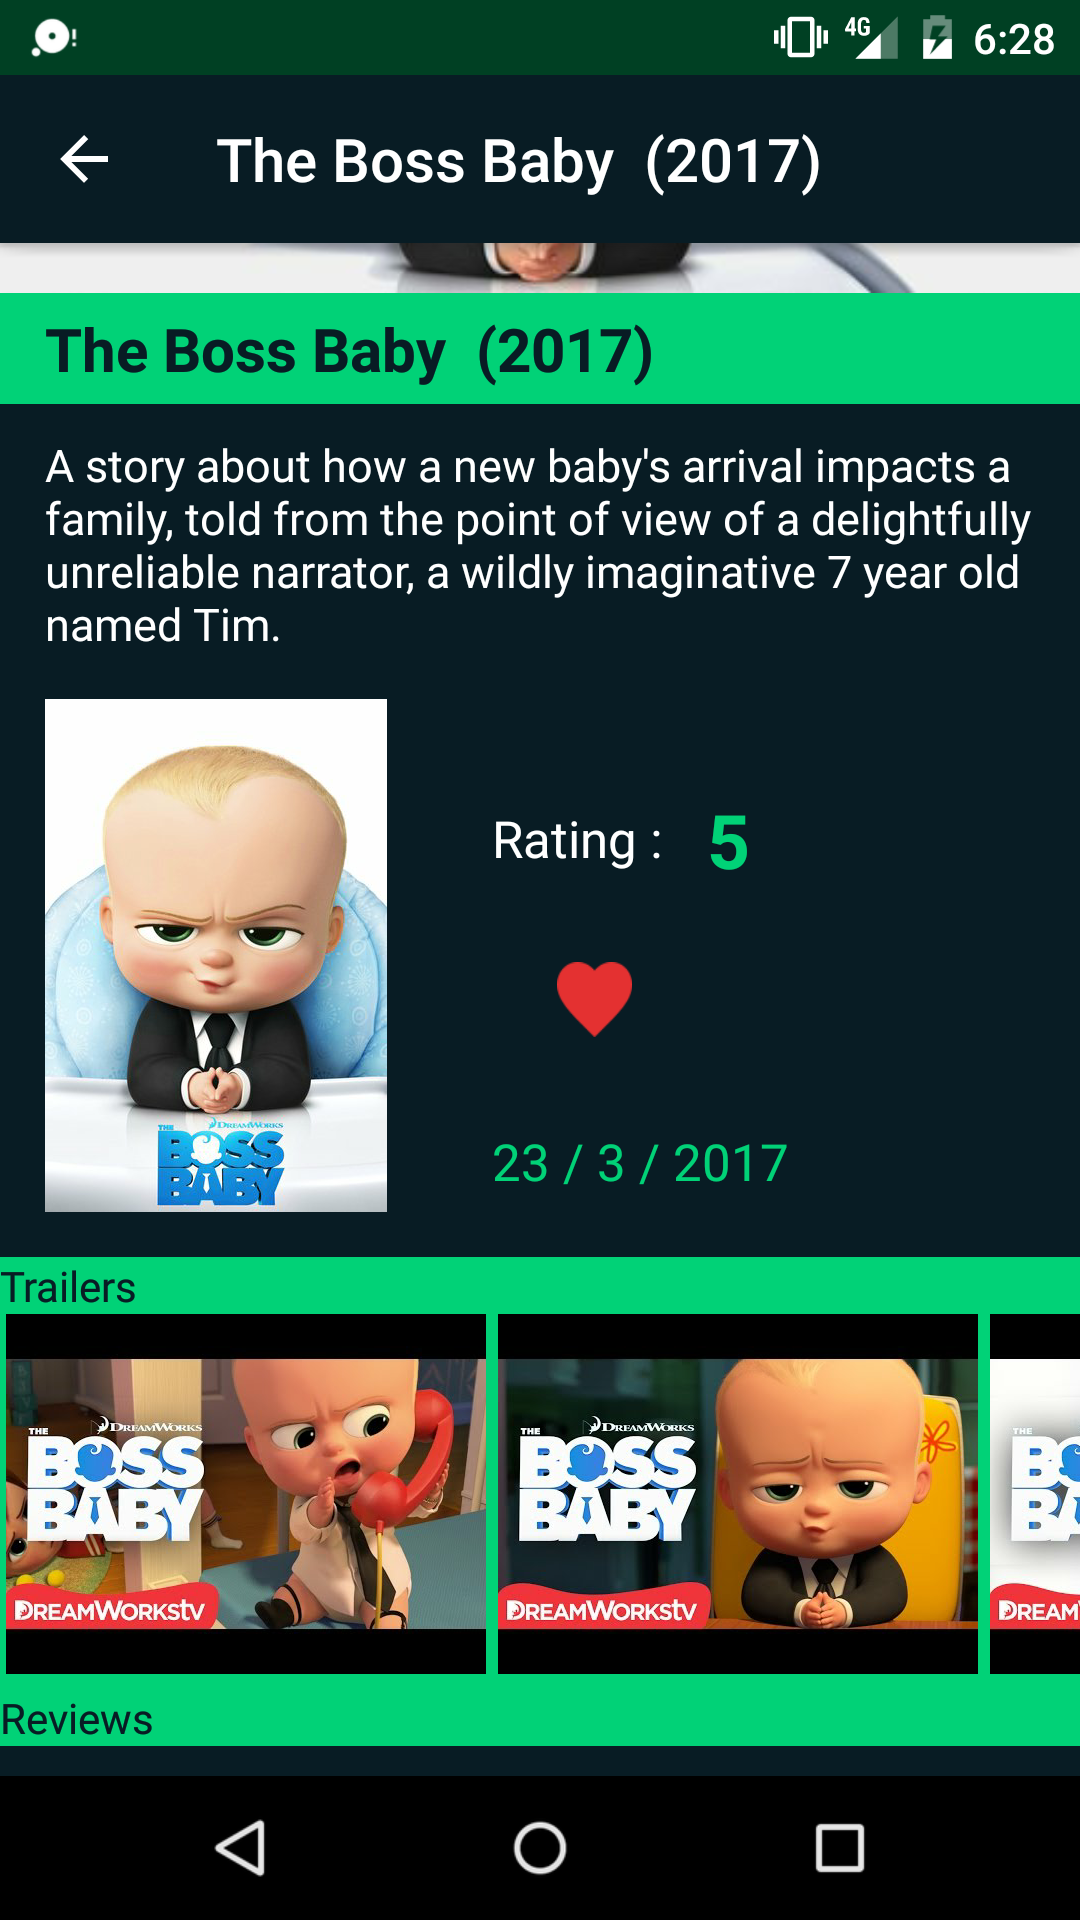 4G 6:28
The Boss Baby (2017)
The Boss Baby (2017)
A story about how a new baby's arrival impacts a
family, told from the point of view of a delightfully
unreliable narrator, a wildly imaginative 7 year old
named Tim.
Rating : 5
23 / 3 / 2017
DREAMWORKS
THE
BOSS
BABY
Trailers
DREAMWORKS
THE
BOSS
BABY
DREAMWORKSTV
DREAMWORKS
THE
BOSS
BABY
DREAMWORKSTV
THE
BO
BA
DREAM
Reviews